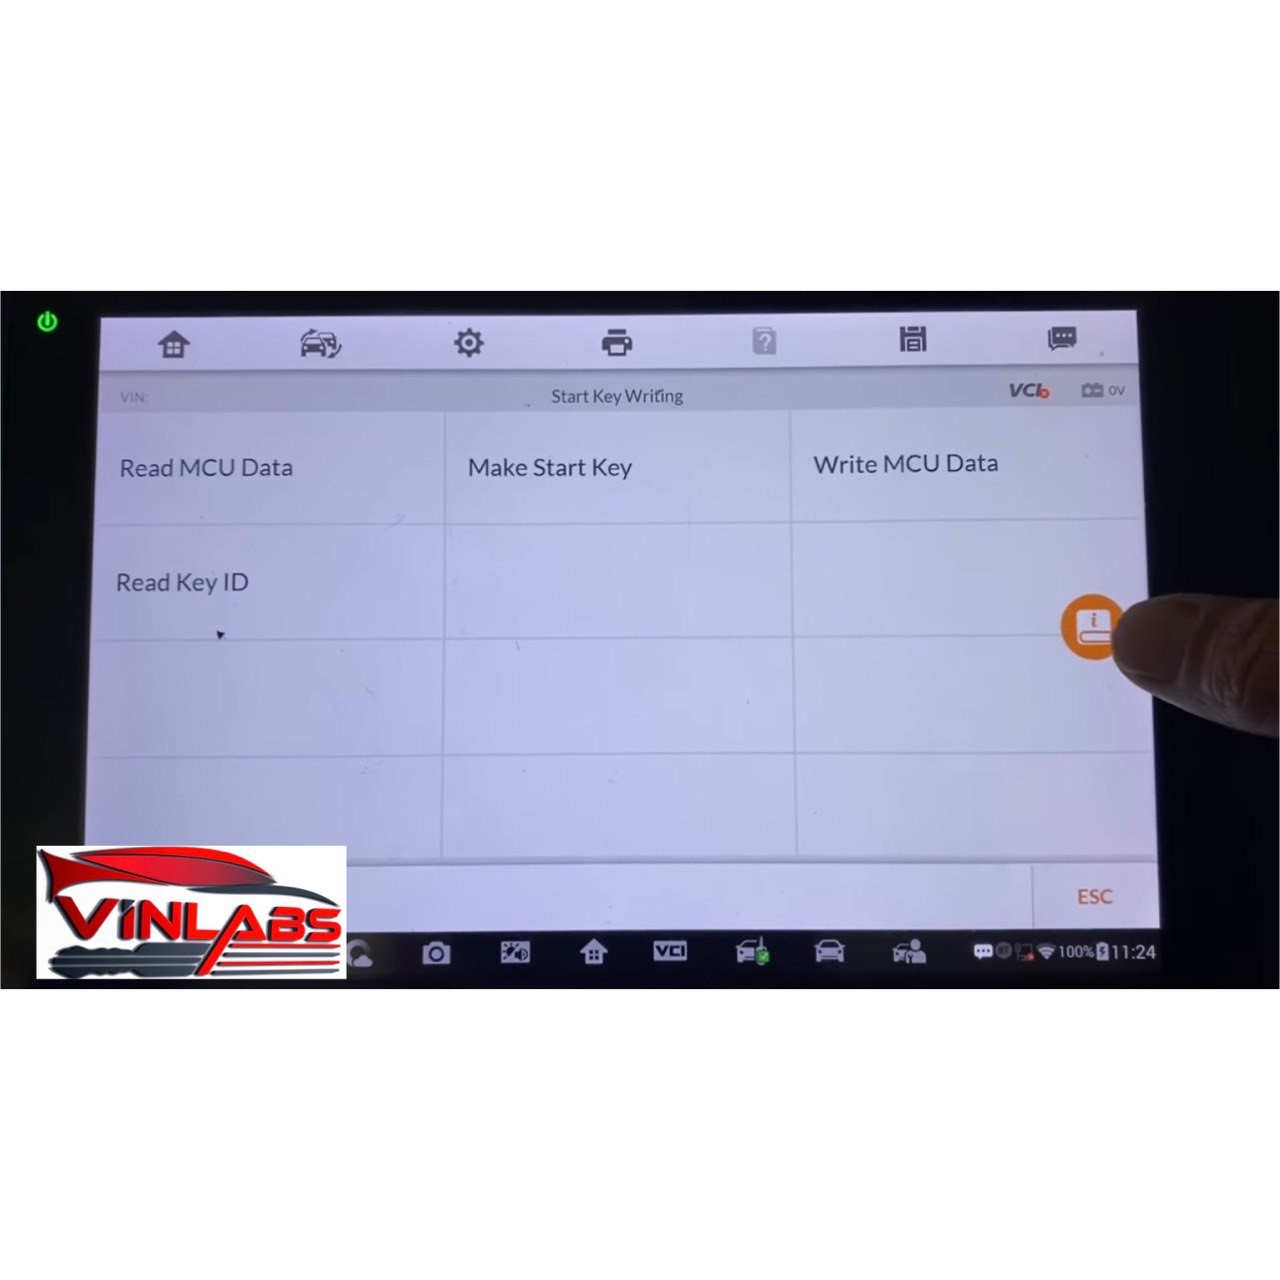 VIN:
Start Key Writing
VCI
0V
Read MCU Data
Make Start Key
Write MCU Data
Read Key ID
i
ESC
VINLABS
VCI
100%
11:24